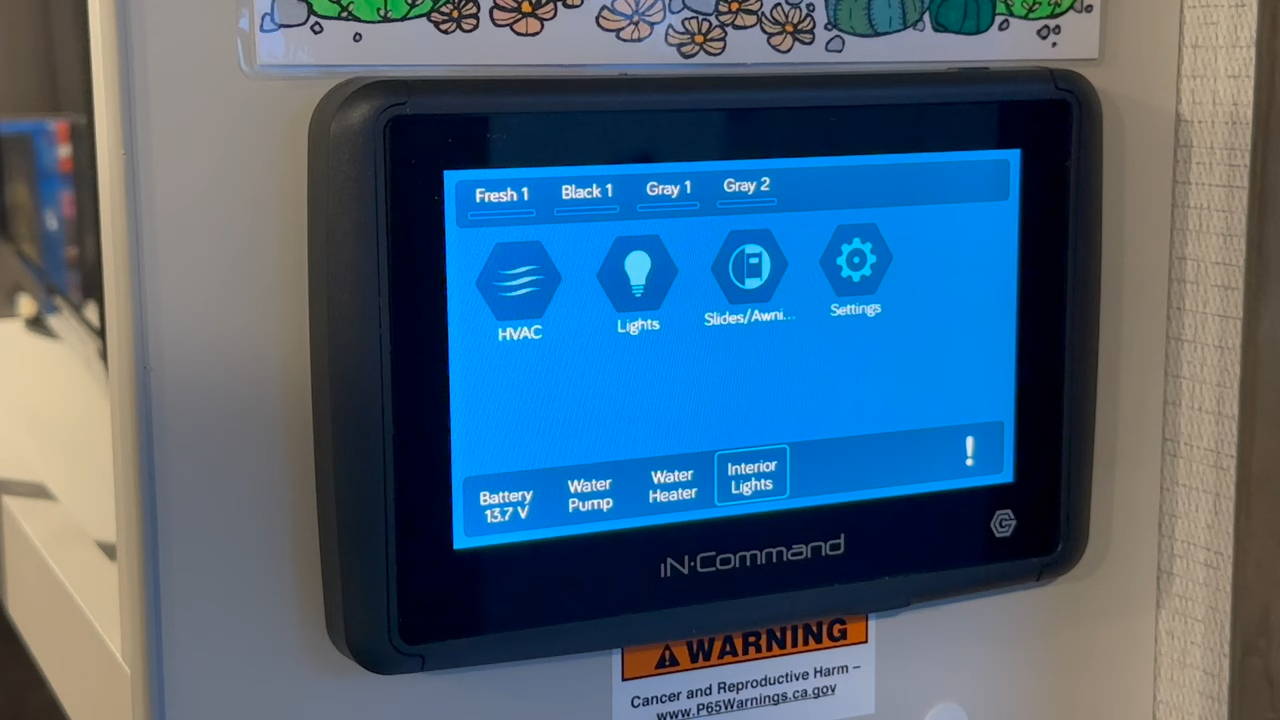 Fresh 1 Black 1 Gray 1 Gray 2
HVAC Lights Slides/Awni... Settings
Battery
13.7 V
Water
Pump
Water
Heater
Interior
Lights
!
iN·Command
WARNING
Cancer and Reproductive Harm –
www.P65Warnings.ca.gov